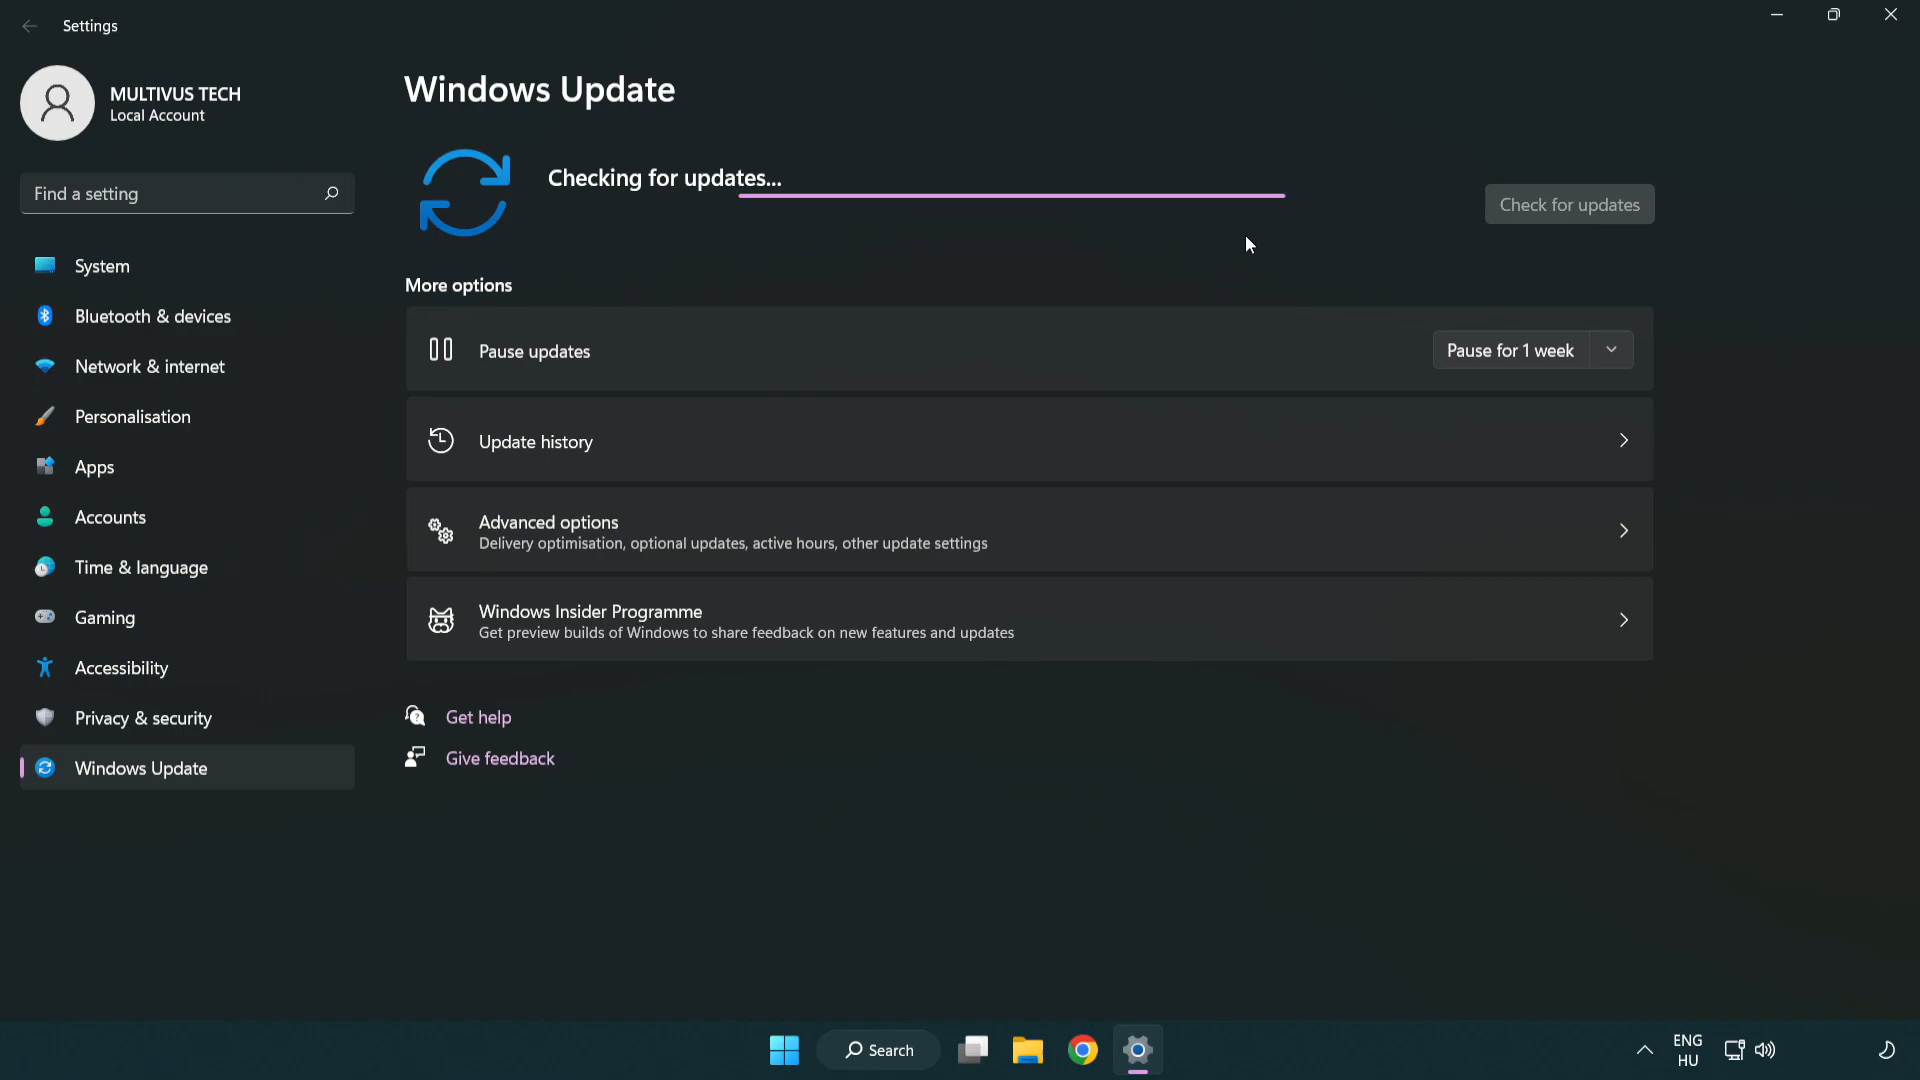 Settings
MULTIVUS TECH
Local Account
Find a setting
System
Bluetooth & devices
Network & internet
Personalisation
Apps
Accounts
Time & language
Gaming
Accessibility
Privacy & security
Windows Update
Windows Update
Checking for updates...
Check for updates
More options
Pause updates
Pause for 1 week
Update history
Advanced options
Delivery optimisation, optional updates, active hours, other update settings
Windows Insider Programme
Get preview builds of Windows to share feedback on new features and updates
Get help
Give feedback
Search
ENG
HU